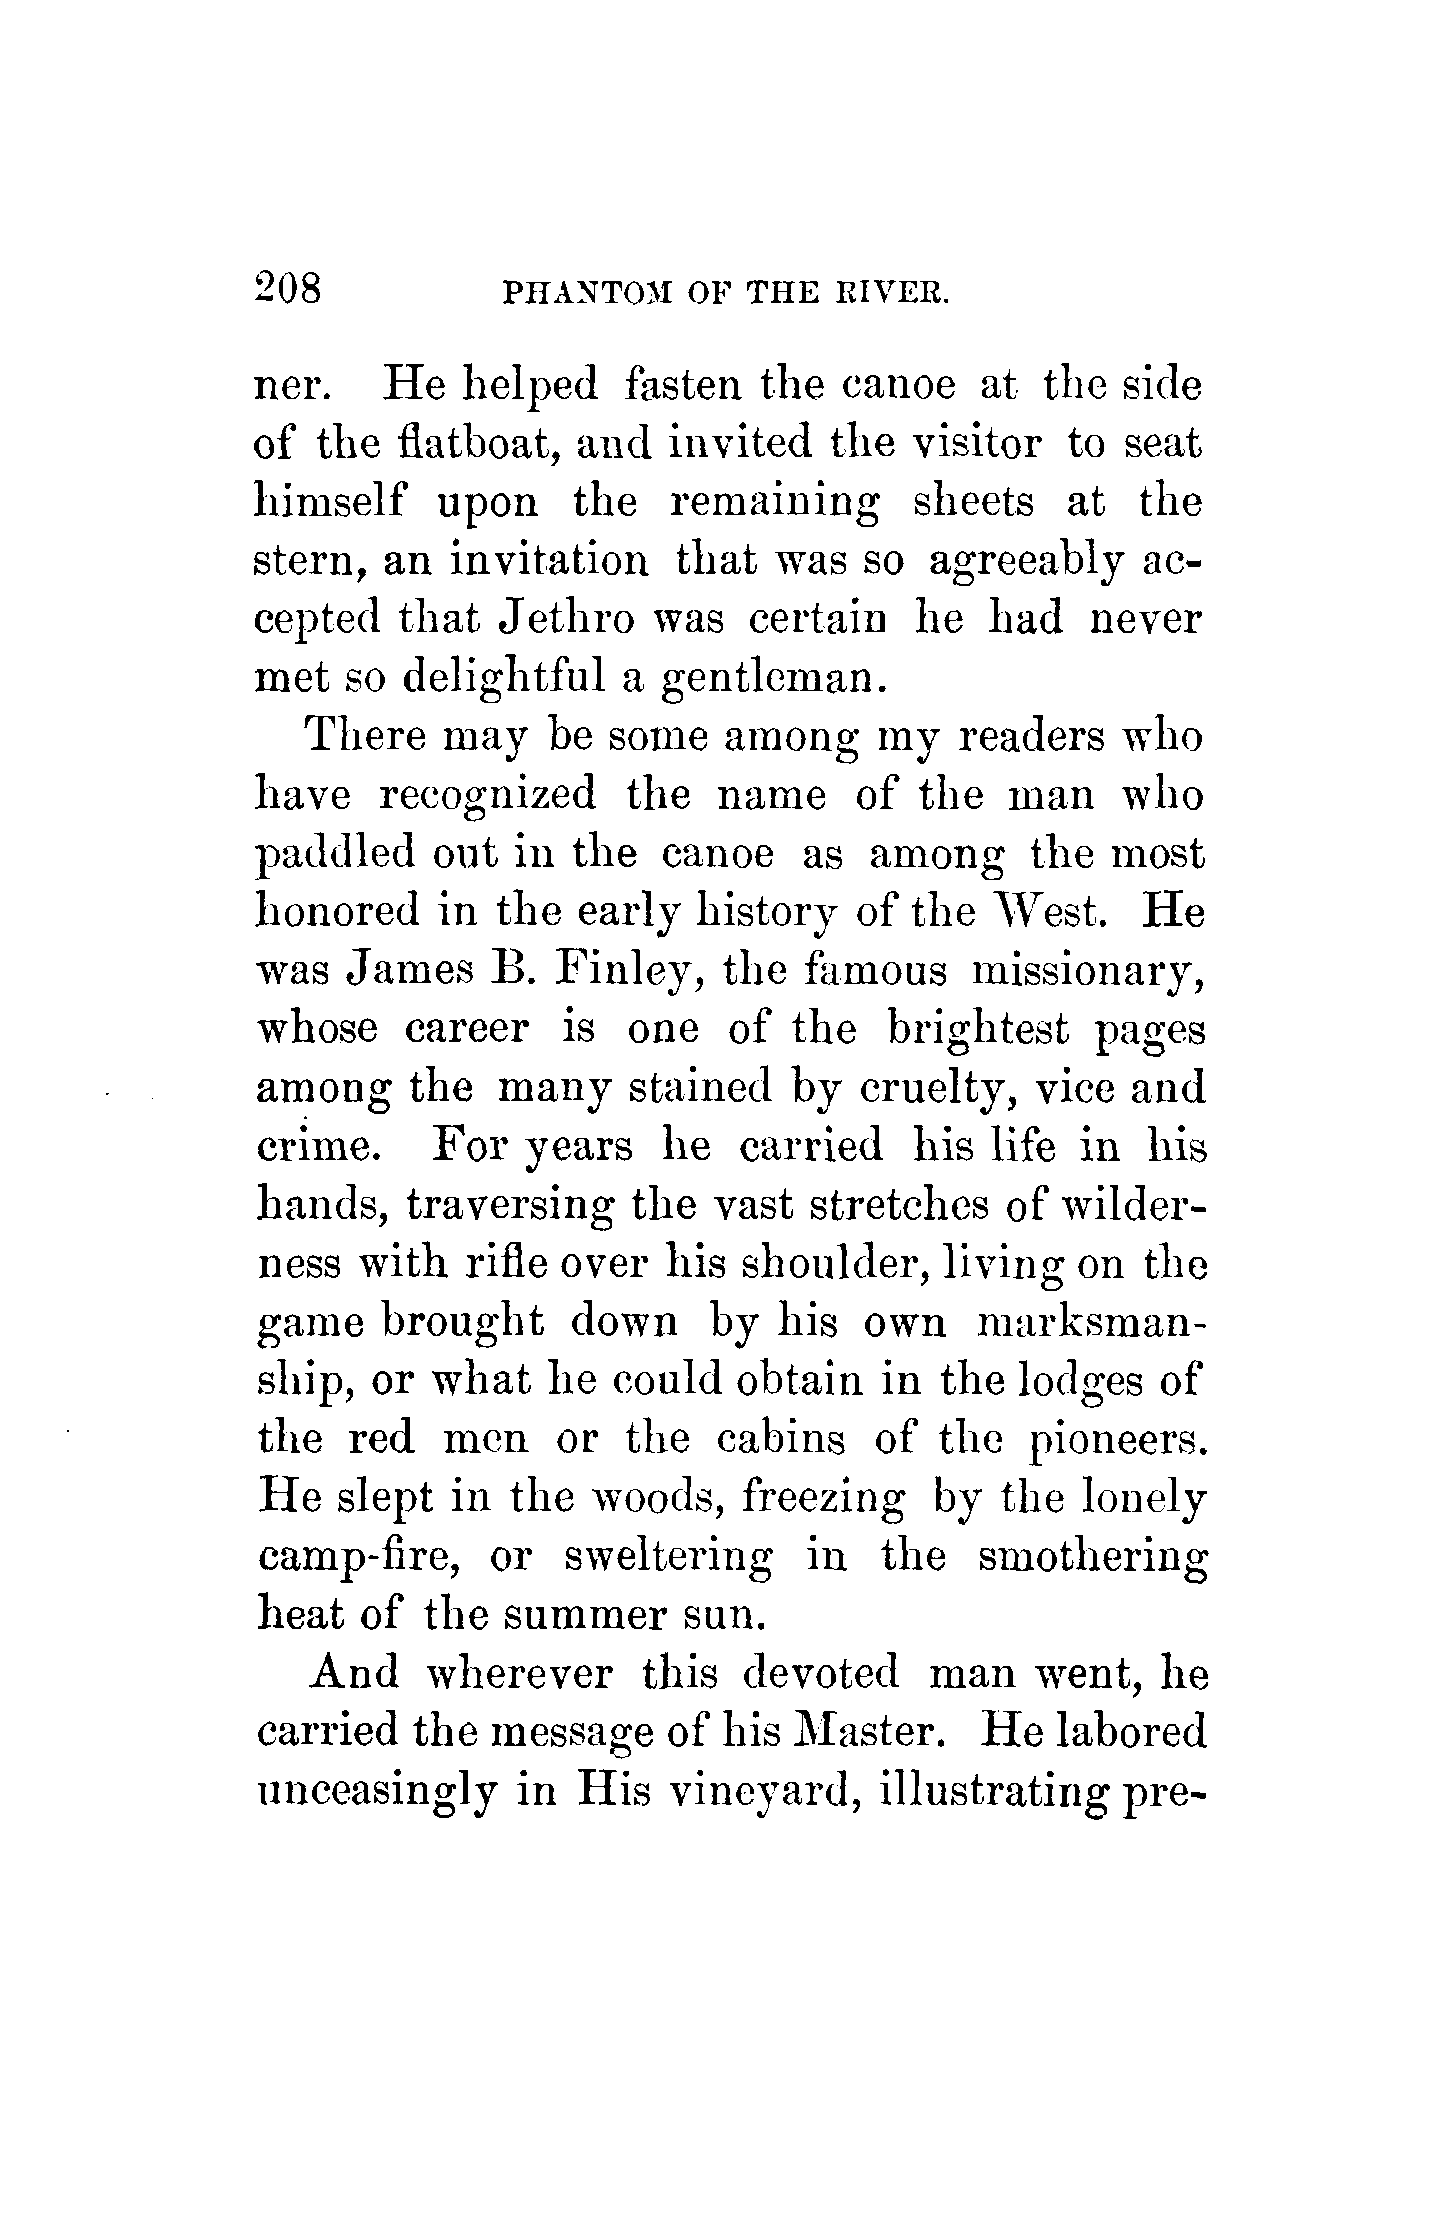 208 PHANTOM OF THE RIVER.
ner. He helped fasten the canoe at the side
of the flatboat, and invited the visitor to seat
himself upon the remaining sheets at the
stern, an invitation that was so agreeably ac-
cepted that Jethro was certain he had never
met so delightful a gentleman.
There may be some among my readers who
have recognized the name of the man who
paddled out in the canoe as among the most
honored in the early history of the West. He
was James B. Finley, the famous missionary,
whose career is one of the brightest pages
among the many stained by cruelty, vice and
crime. For years he carried his life in his
hands, traversing the vast stretches of wilder-
ness with rifle over his shoulder, living on the
game brought down by his own marksman-
ship, or what he could obtain in the lodges of
the red men or the cabins of the pioneers.
He slept in the woods, freezing by the lonely
camp-fire, or sweltering in the smothering
heat of the summer sun.
And wherever this devoted man went, he
carried the message of his Master. He labored
unceasingly in His vineyard, illustrating pre-